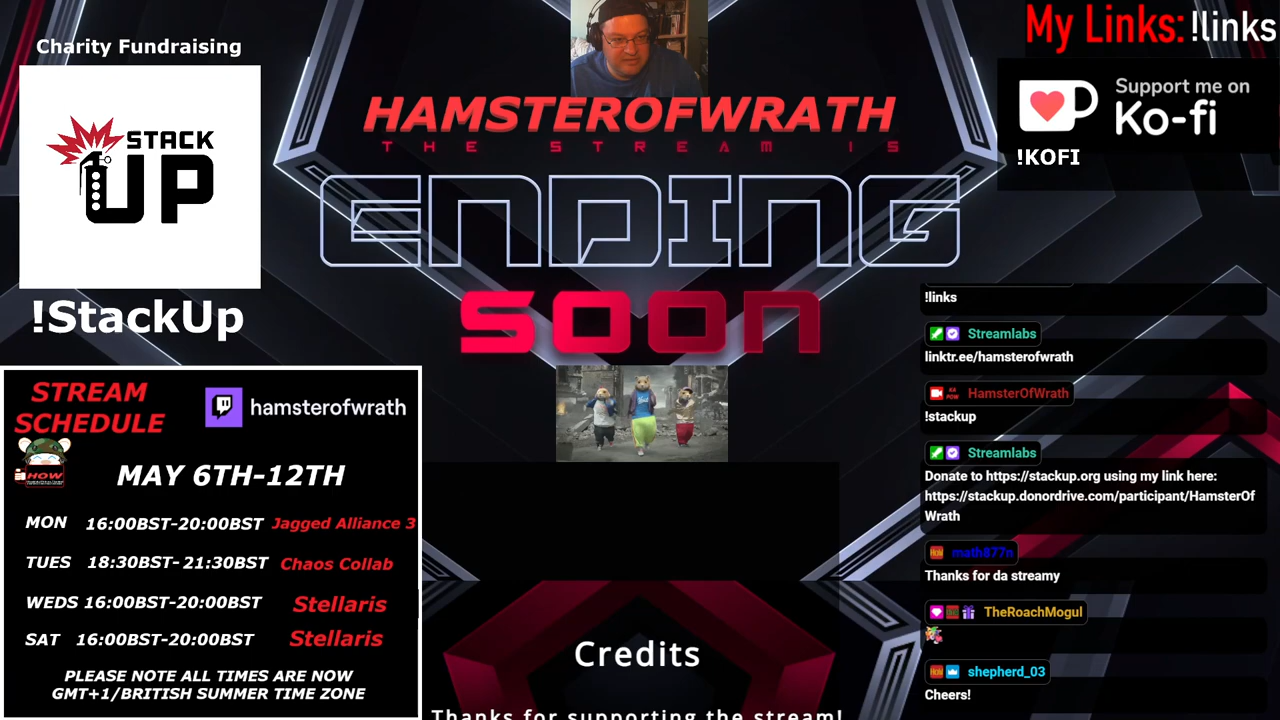 Charity Fundraising
STACK
UP
!StackUp
HAMSTEROFWRATH
THE STREAM IS
ENDING
SOON
My Links: !links
Support me on
Ko-fi
!KOFI
STREAM
SCHEDULE
hamsterofwrath
HOW
MAY 6TH-12TH
MON 16:00BST-20:00BST Jagged Alliance 3
TUES 18:30BST-21:30BST Chaos Collab
WEDS 16:00BST-20:00BST Stellaris
SAT 16:00BST-20:00BST Stellaris
PLEASE NOTE ALL TIMES ARE NOW
GMT+1/BRITISH SUMMER TIME ZONE
!links
Streamlabs
linktr.ee/hamsterofwrath
HamsterOfWrath
!stackup
Streamlabs
Donate to https://stackup.org using my link here:
https://stackup.donordrive.com/participant/HamsterOf
Wrath
math877n
Thanks for da streamy
TheRoachMogul
shepherd_03
Cheers!
Credits
Thanks for supporting the stream!